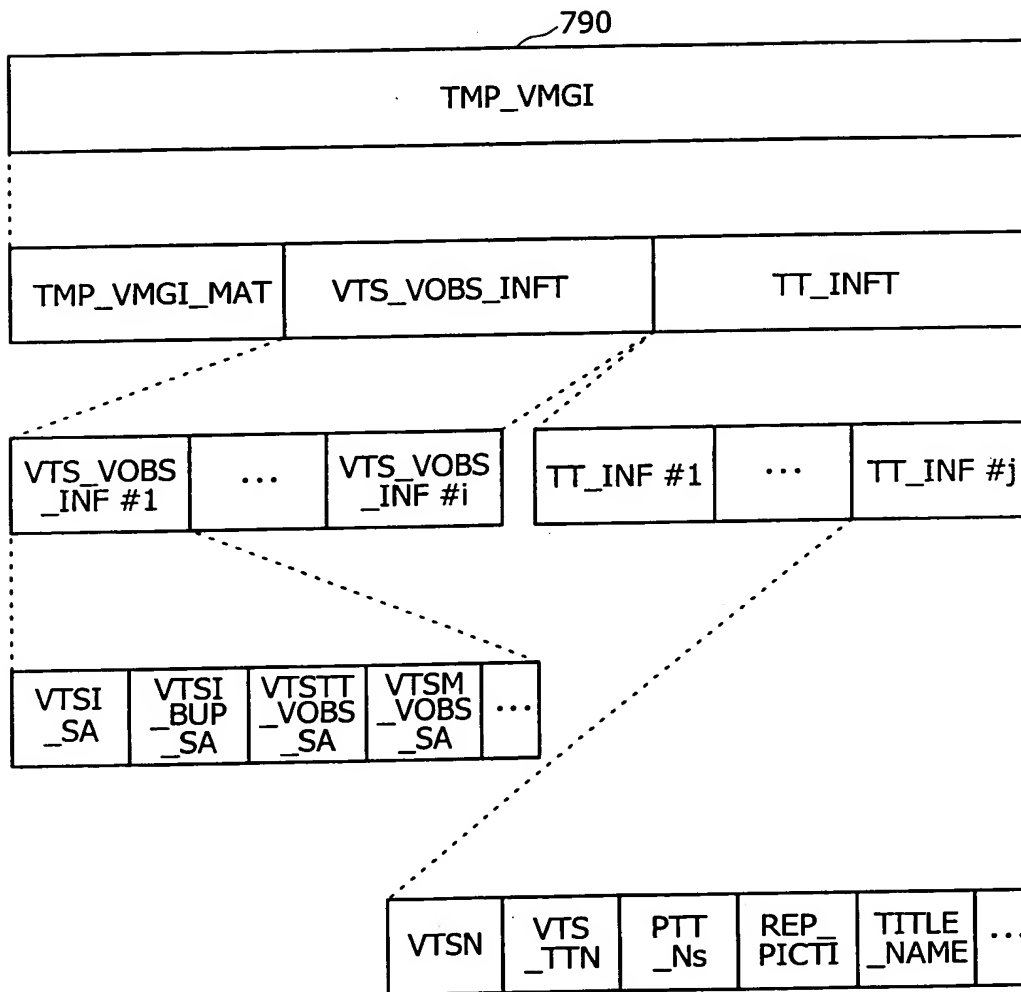 790
TMP_VMGI
TMP_VMGI_MAT VTS_VOBS_INFT TT_INFT
VTS_VOBS
_INF #1
...
VTS_VOBS
_INF #i
TT_INF #1
...
TT_INF #j
VTSI
_SA
VTSI
_BUP
_SA
VTSTT
_VOBS
_SA
VTSM
_VOBS
_SA
...
VTSN
VTS
_TTN
PTT
_Ns
REP_
PICTI
TITLE
_NAME
...